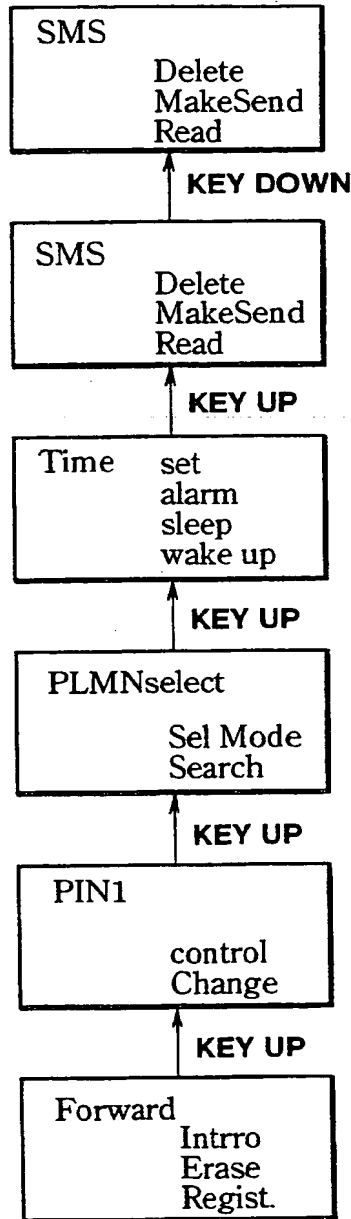 SMS
Delete
MakeSend
Read
KEY DOWN
SMS
Delete
MakeSend
Read
KEY UP
Time set
alarm
sleep
wake up
KEY UP
PLMNselect
Sel Mode
Search
KEY UP
PIN1
control
Change
KEY UP
Forward
Intrro
Erase
Regist.